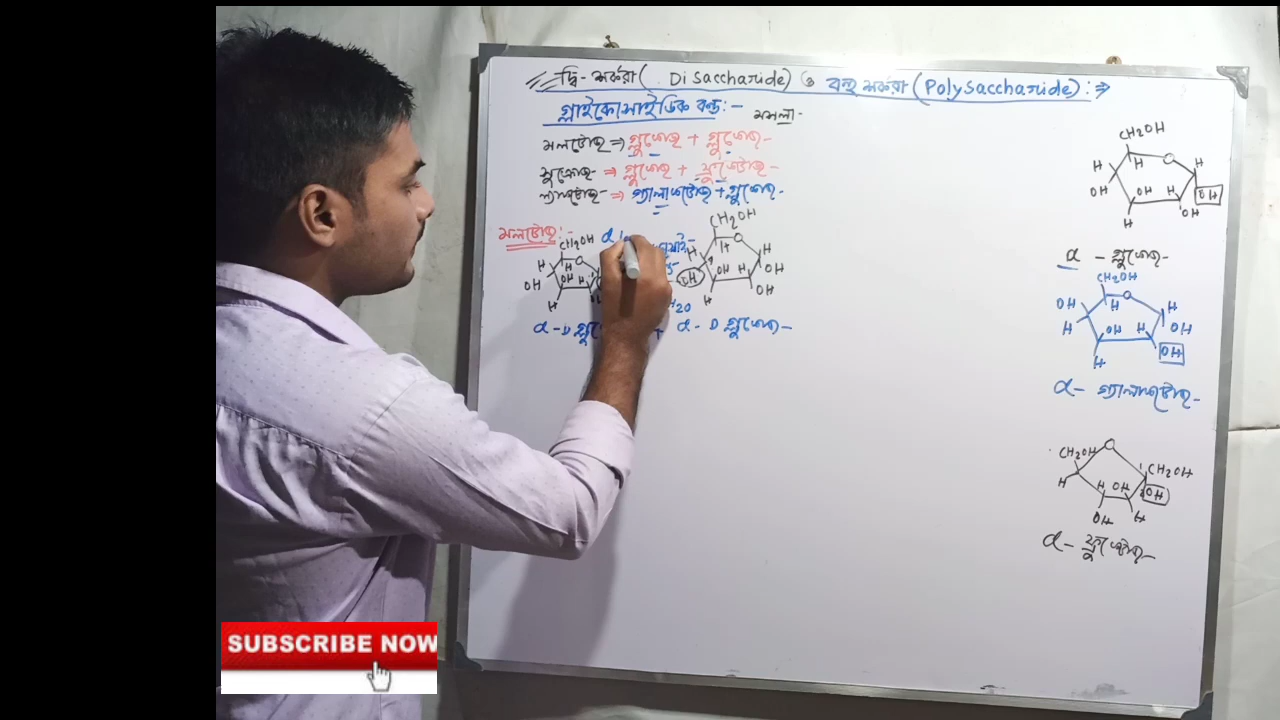 দ্বি-শর্করা ( Di Saccharide) ও বহু শর্করা (Polysaccharide) :⇒
গ্লাইকোসাইডিক বন্ড :-
মসলা -
মলটোজ ⇒ গ্লুকোজ + গ্লুকোজ -
সুক্রোজ - ⇒ গ্লুকোজ + ফ্রুক্টোজ -
ল্যাকটোজ - ⇒ গ্যালাকটোজ + গ্লুকোজ -
মলটোজ :-
CH2OH
H
H
OH
OH
H
H
CH2OH
O
H
H
H
OH
OH
H
OH
OH
H
H2O
α - D
+ α - D গ্লুকোজ -
CH2OH
O
H
H
H
OH
OH
H
OH
OH
H
α - গ্লুকোজ -
CH2OH
O
OH
H
H
H
OH
H
OH
OH
H
α - গ্যালাকটোজ -
O
CH2OH
CH2OH
H
H
OH
OH
OH
H
α - ফ্রুক্টোজ -
SUBSCRIBE NOW